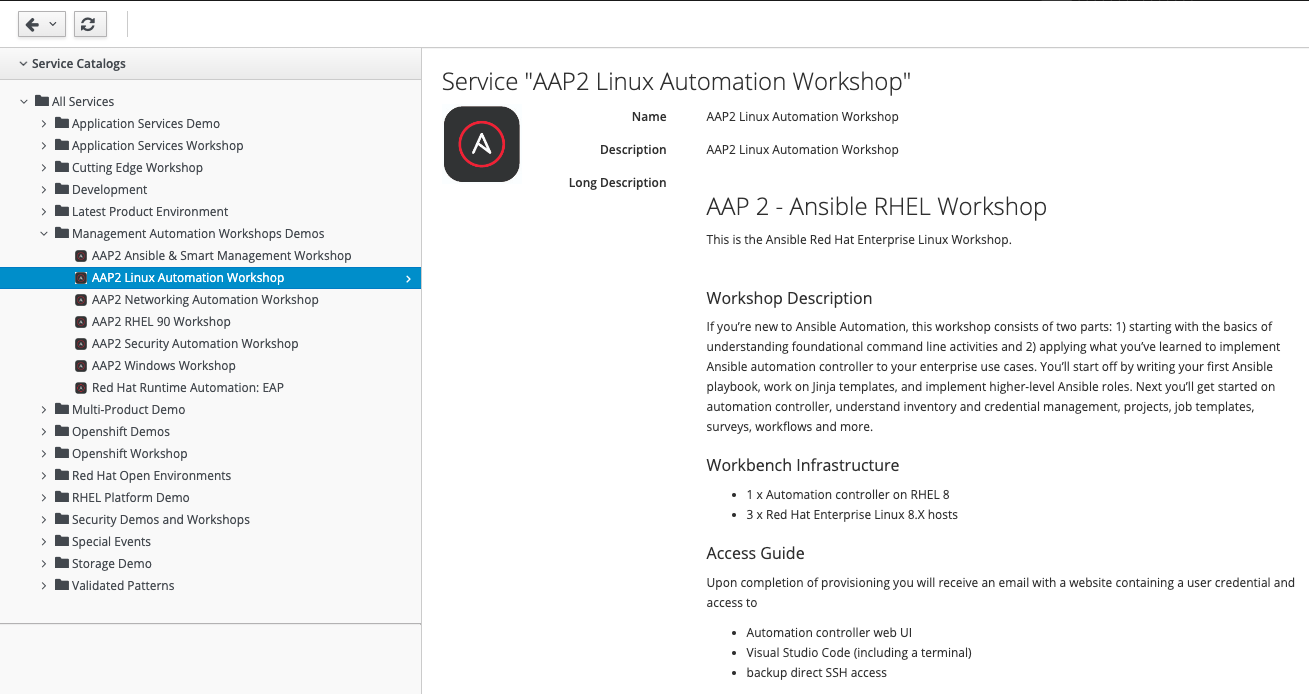 Service Catalogs
All Services
Application Services Demo
Application Services Workshop
Cutting Edge Workshop
Development
Latest Product Environment
Management Automation Workshops Demos
AAP2 Ansible & Smart Management Workshop
AAP2 Linux Automation Workshop
AAP2 Networking Automation Workshop
AAP2 RHEL 90 Workshop
AAP2 Security Automation Workshop
AAP2 Windows Workshop
Red Hat Runtime Automation: EAP
Multi-Product Demo
Openshift Demos
Openshift Workshop
Red Hat Open Environments
RHEL Platform Demo
Security Demos and Workshops
Special Events
Storage Demo
Validated Patterns
Service "AAP2 Linux Automation Workshop"
Name AAP2 Linux Automation Workshop
Description AAP2 Linux Automation Workshop
Long Description
AAP 2 - Ansible RHEL Workshop
This is the Ansible Red Hat Enterprise Linux Workshop.
Workshop Description
If you’re new to Ansible Automation, this workshop consists of two parts: 1) starting with the basics of
understanding foundational command line activities and 2) applying what you’ve learned to implement
Ansible automation controller to your enterprise use cases. You’ll start off by writing your first Ansible
playbook, work on Jinja templates, and implement higher-level Ansible roles. Next you’ll get started on
automation controller, understand inventory and credential management, projects, job templates,
surveys, workflows and more.
Workbench Infrastructure
• 1 x Automation controller on RHEL 8
• 3 x Red Hat Enterprise Linux 8.X hosts
Access Guide
Upon completion of provisioning you will receive an email with a website containing a user credential and
access to
• Automation controller web UI
• Visual Studio Code (including a terminal)
• backup direct SSH access